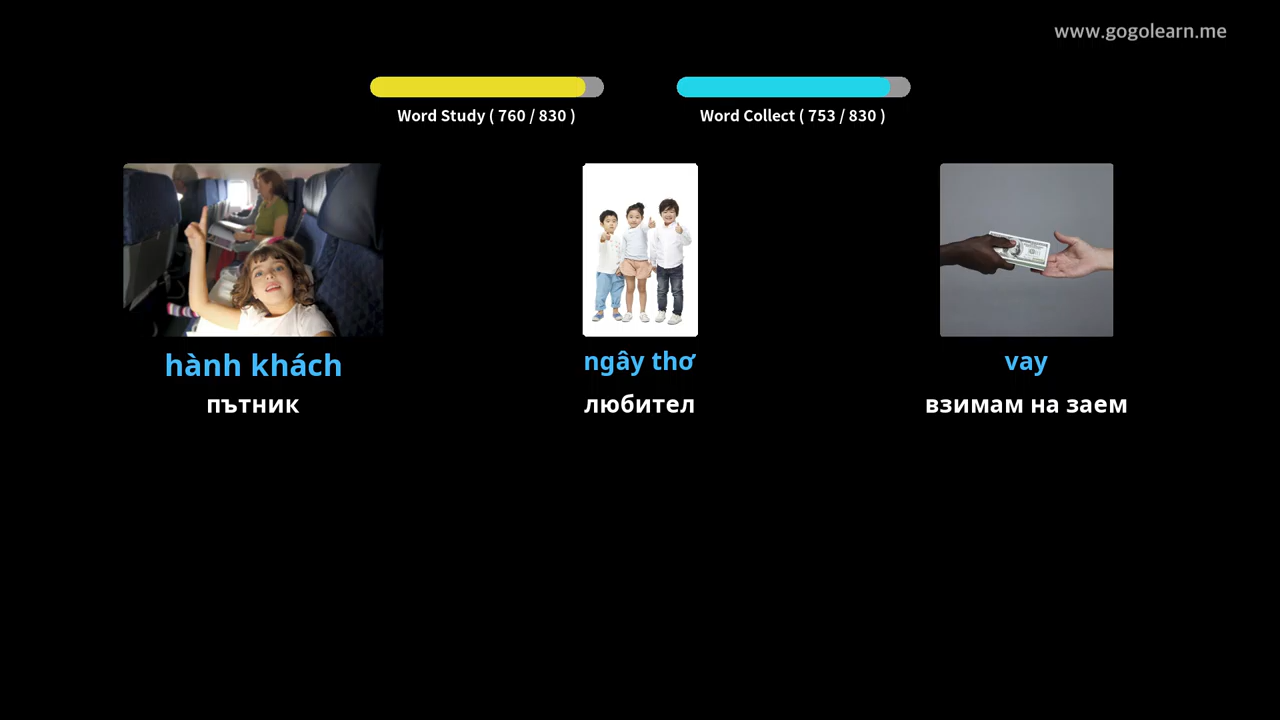 www.gogolearn.me
Word Study ( 760 / 830 )
Word Collect ( 753 / 830 )
hành khách
пътник
ngây thơ
любител
vay
взимам на заем